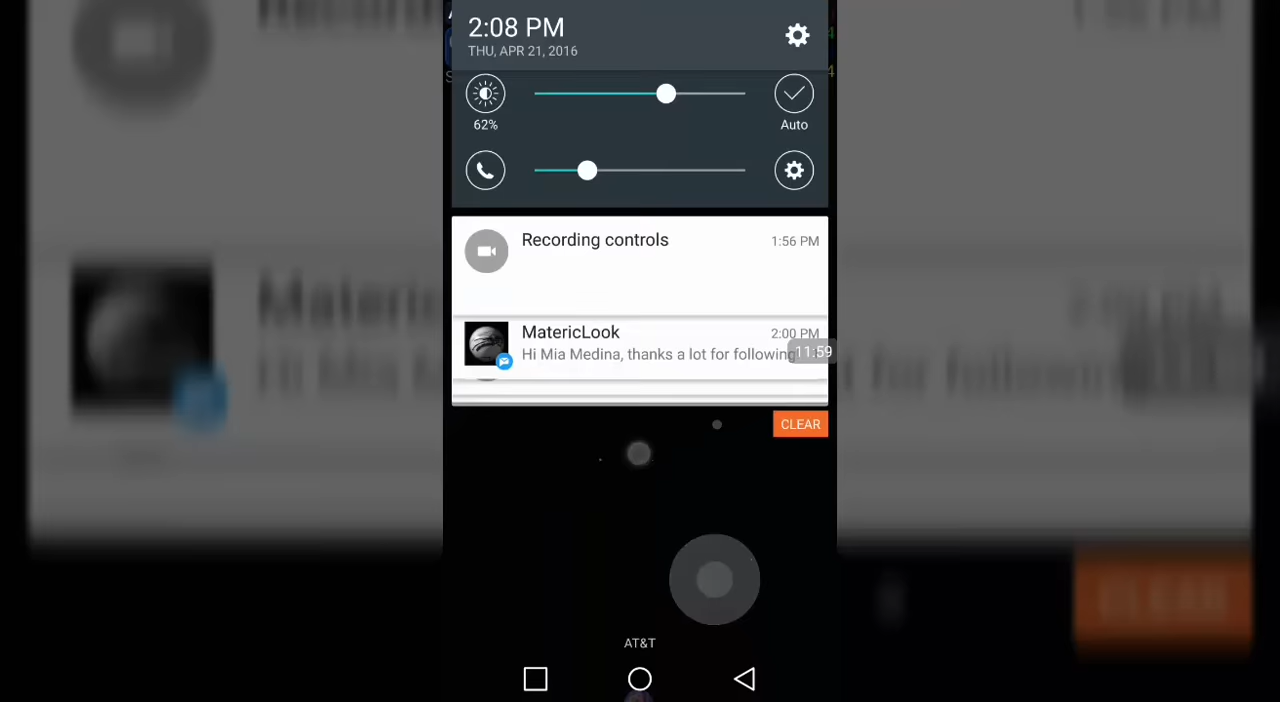 2:08 PM
THU, APR 21, 2016
62%
Auto
Recording controls
1:56 PM
MatericLook
2:00 PM
Hi Mia Medina, thanks a lot for following
11:59
CLEAR
AT&T